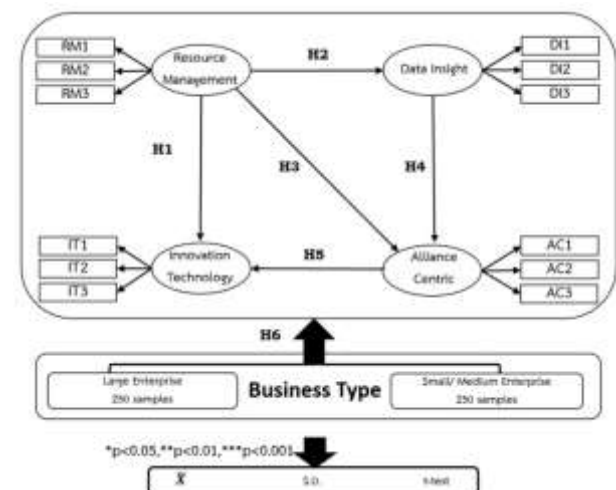 RM1
RM2
RM3
Resource
Management
H2
Data Insight
DI1
DI2
DI3
H1
H3
H4
IT1
IT2
IT3
Innovation
Technology
H5
Alliance
Centric
AC1
AC2
AC3
H6
Large Enterprise
250 samples
Business Type
Small/ Medium Enterprise
250 samples
*p<0.05,**p<0.01,***p<0.001
X̄ S.D. t-test